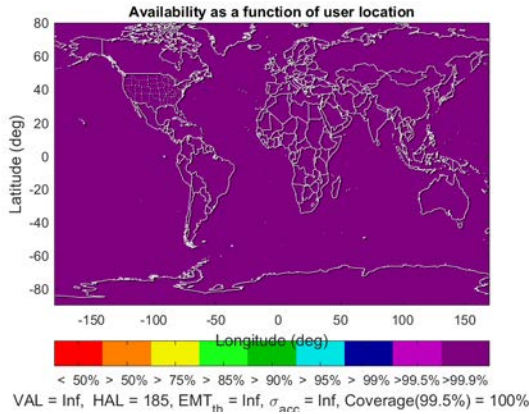 Availability as a function of user location
80
60
40
20
0
-20
-40
-60
-80
Latitude (deg)
-150 -100 -50 0 50 100 150
Longitude (deg)
< 50% > 50% > 75% > 85% > 90% > 95% > 99% >99.5% >99.9%
VAL = Inf, HAL = 185, EMT_th = Inf, σ_acc = Inf, Coverage(99.5%) = 100%